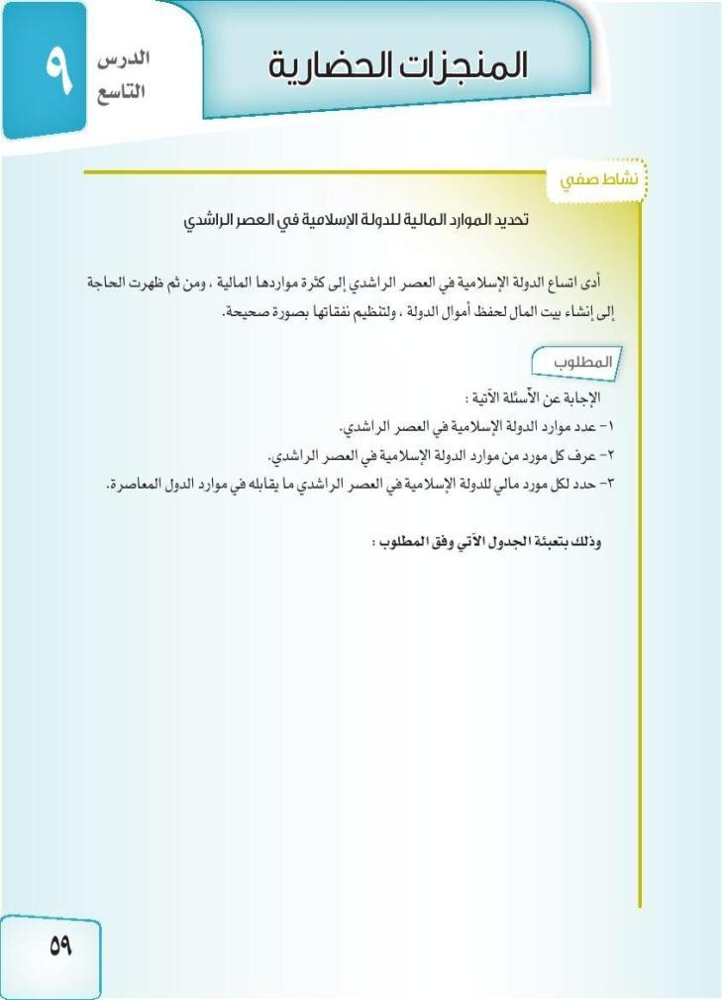 الدرس
التاسع
٩
المنجزات الحضارية
نشاط صفي
تحديد الموارد المالية للدولة الإسلامية في العصر الراشدي
أدى اتساع الدولة الإسلامية في العصر الراشدي إلى كثرة مواردها المالية ، ومن ثم ظهرت الحاجة
إلى إنشاء بيت المال لحفظ أموال الدولة ، ولتنظيم نفقاتها بصورة صحيحة.
المطلوب
الإجابة عن الأسئلة الآتية :
١- عدد موارد الدولة الإسلامية في العصر الراشدي.
٢- عرف كل مورد من موارد الدولة الإسلامية في العصر الراشدي.
٣- حدد لكل مورد مالي للدولة الإسلامية في العصر الراشدي ما يقابله في موارد الدول المعاصرة.
وذلك بتعبئة الجدول الآتي وفق المطلوب :
٥٩